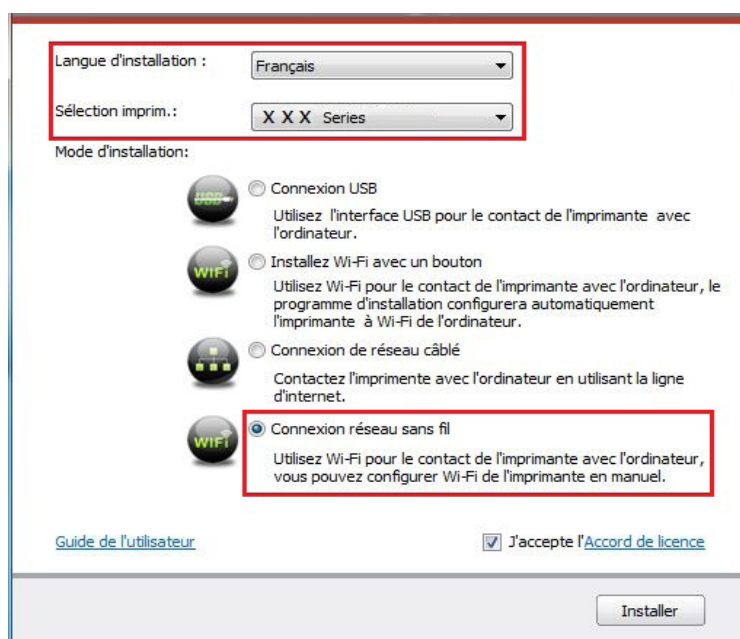 Langue d'installation :
Français
Sélection imprim.:
X X X Series
Mode d'installation:
USB
Connexion USB
Utilisez l'interface USB pour le contact de l'imprimante avec
l'ordinateur.
WiFi
Installez Wi-Fi avec un bouton
Utilisez Wi-Fi pour le contact de l'imprimante avec l'ordinateur, le
programme d'installation configurera automatiquement
l'imprimante à Wi-Fi de l'ordinateur.
Connexion de réseau câblé
Contactez l'imprimente avec l'ordinateur en utilisant la ligne
d'internet.
WiFi
Connexion réseau sans fil
Utilisez Wi-Fi pour le contact de l'imprimante avec l'ordinateur,
vous pouvez configurer Wi-Fi de l'imprimante en manuel.
Guide de l'utilisateur
J'accepte l'Accord de licence
Installer